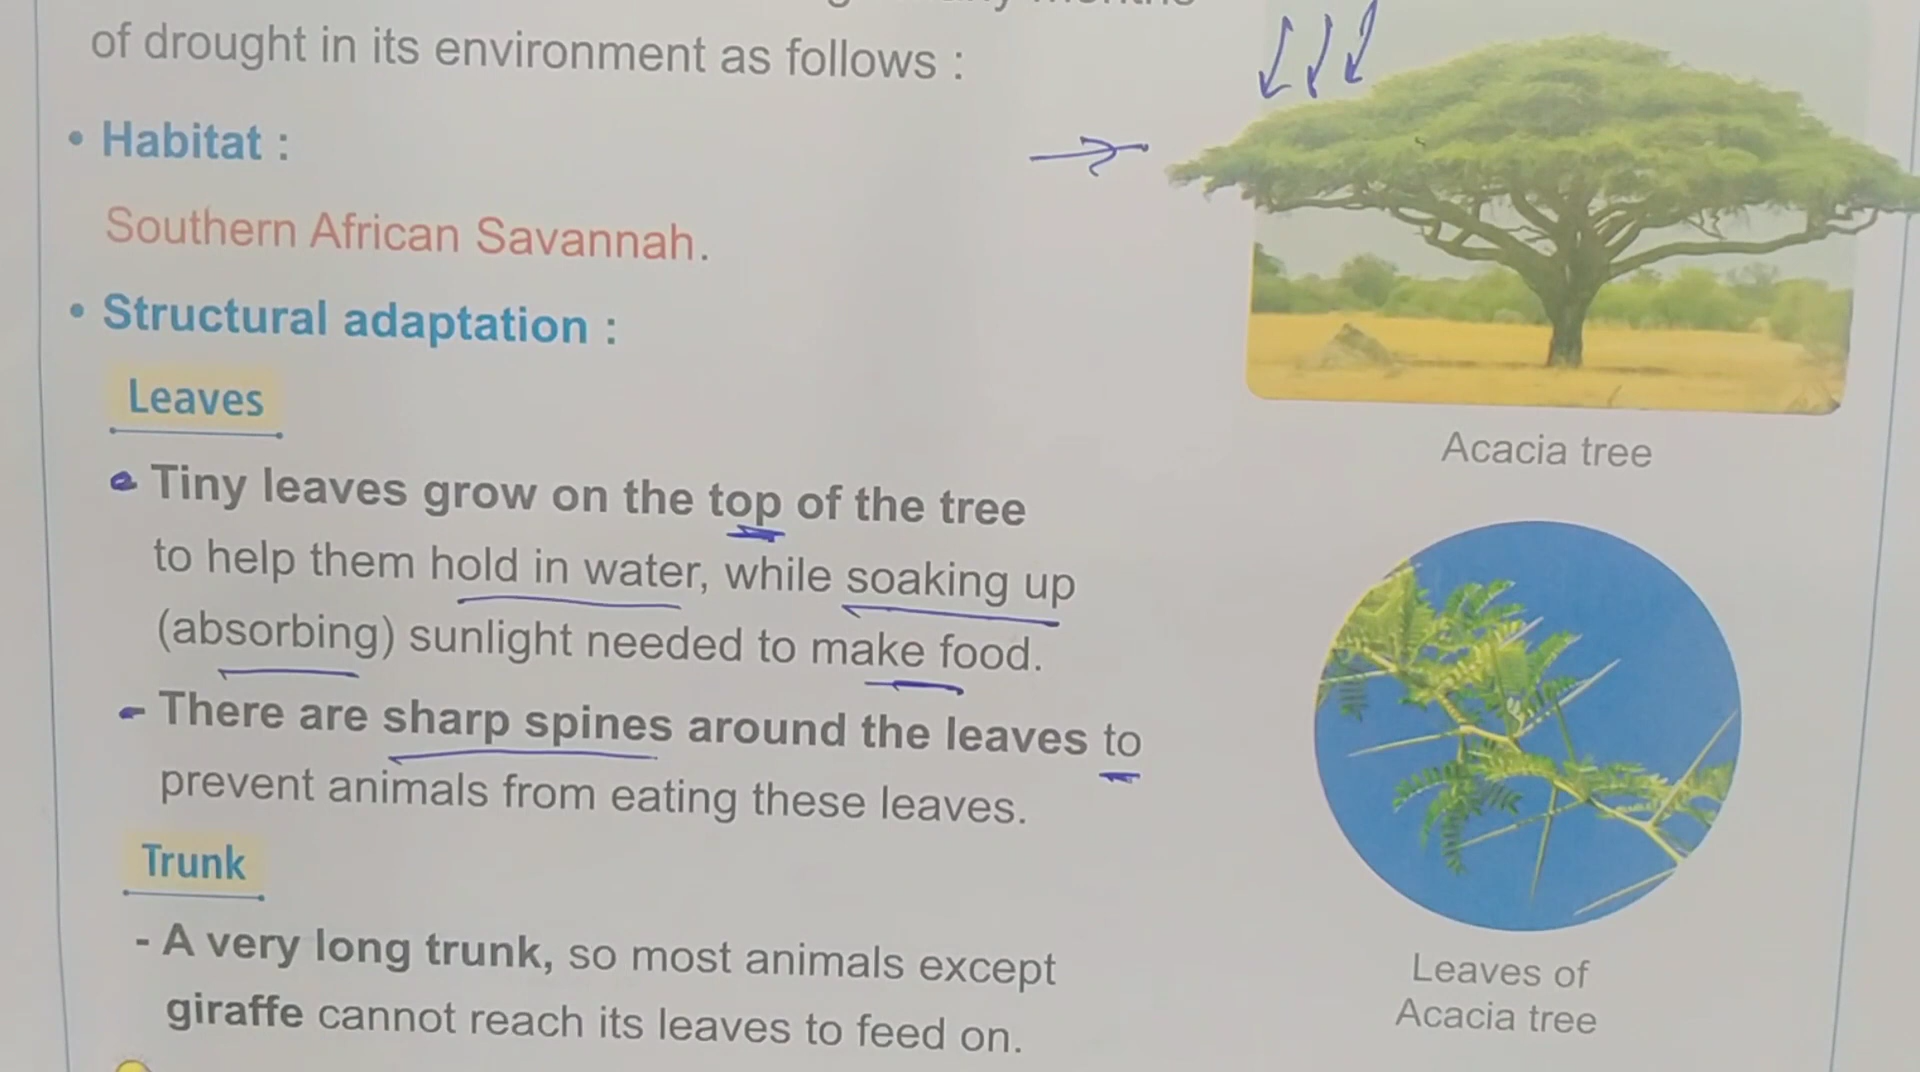 of drought in its environment as follows :
• Habitat :
Southern African Savannah.
• Structural adaptation :
Leaves
Tiny leaves grow on the top of the tree
to help them hold in water, while soaking up
(absorbing) sunlight needed to make food.
- There are sharp spines around the leaves to
prevent animals from eating these leaves.
Trunk
- A very long trunk, so most animals except
giraffe cannot reach its leaves to feed on.
Acacia tree
Leaves of
Acacia tree